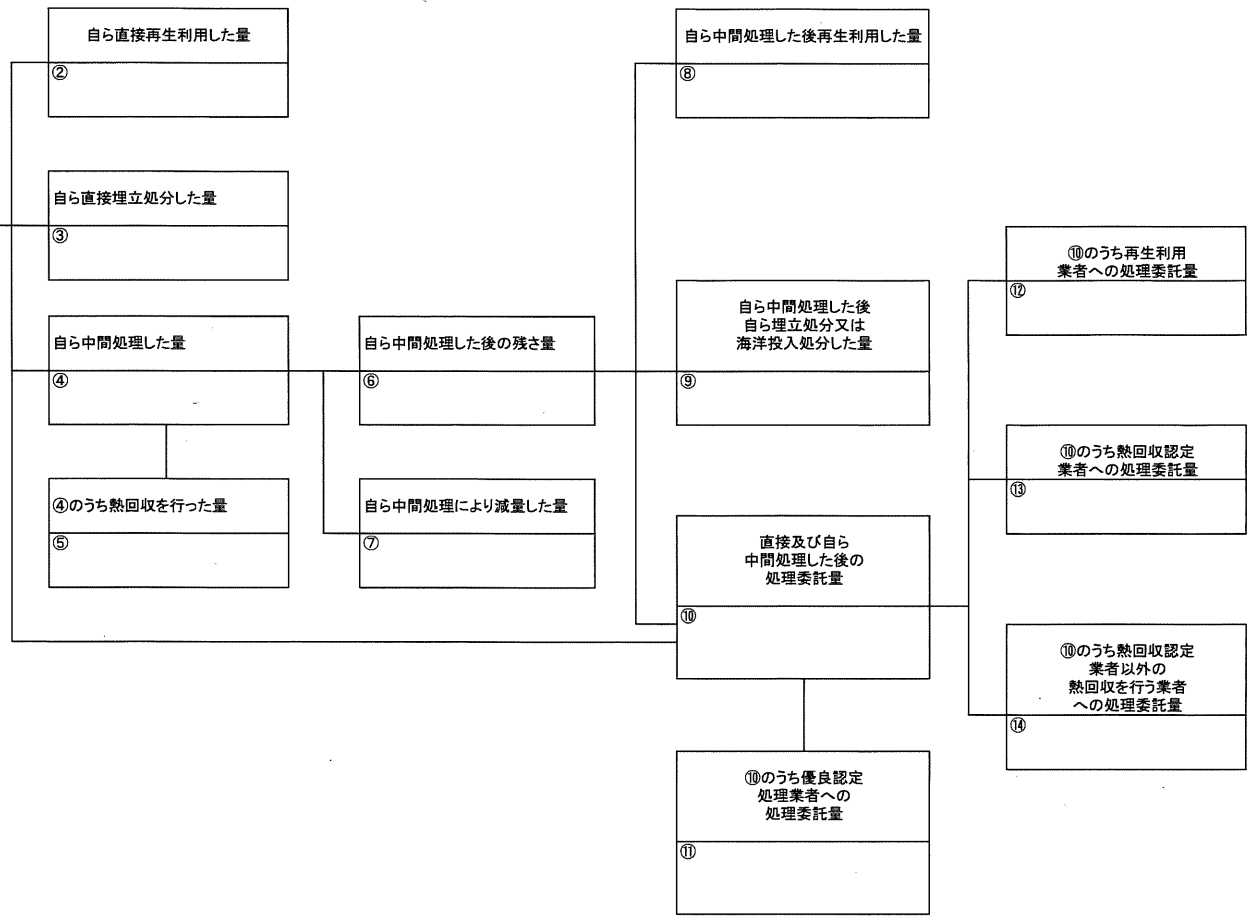 自ら直接再生利用した量
②
自ら直接埋立処分した量
③
自ら中間処理した量
④
④のうち熱回収を行った量
⑤
自ら中間処理した後の残さ量
⑥
自ら中間処理により減量した量
⑦
自ら中間処理した後再生利用した量
⑧
自ら中間処理した後
自ら埋立処分又は
海洋投入処分した量
⑨
直接及び自ら
中間処理した後の
処理委託量
⑩
⑩のうち優良認定
処理業者への
処理委託量
⑪
⑩のうち再生利用
業者への処理委託量
⑫
⑩のうち熱回収認定
業者への処理委託量
⑬
⑩のうち熱回収認定
業者以外の
熱回収を行う業者
への処理委託量
⑭